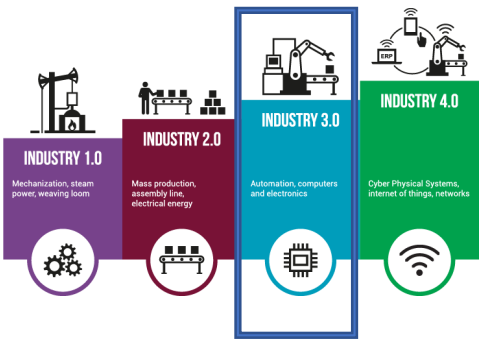 INDUSTRY 1.0
Mechanization, steam
power, weaving loom
INDUSTRY 2.0
Mass production,
assembly line,
electrical energy
INDUSTRY 3.0
Automation, computers
and electronics
ERP
INDUSTRY 4.0
Cyber Physical Systems,
internet of things, networks